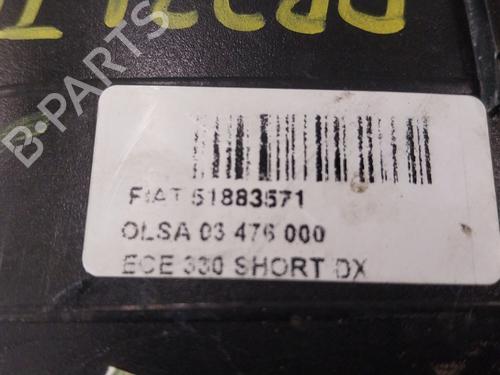 B-PARTS
FIAT 51883571
OLSA 03 476 000
ECE 330 SHORT DX